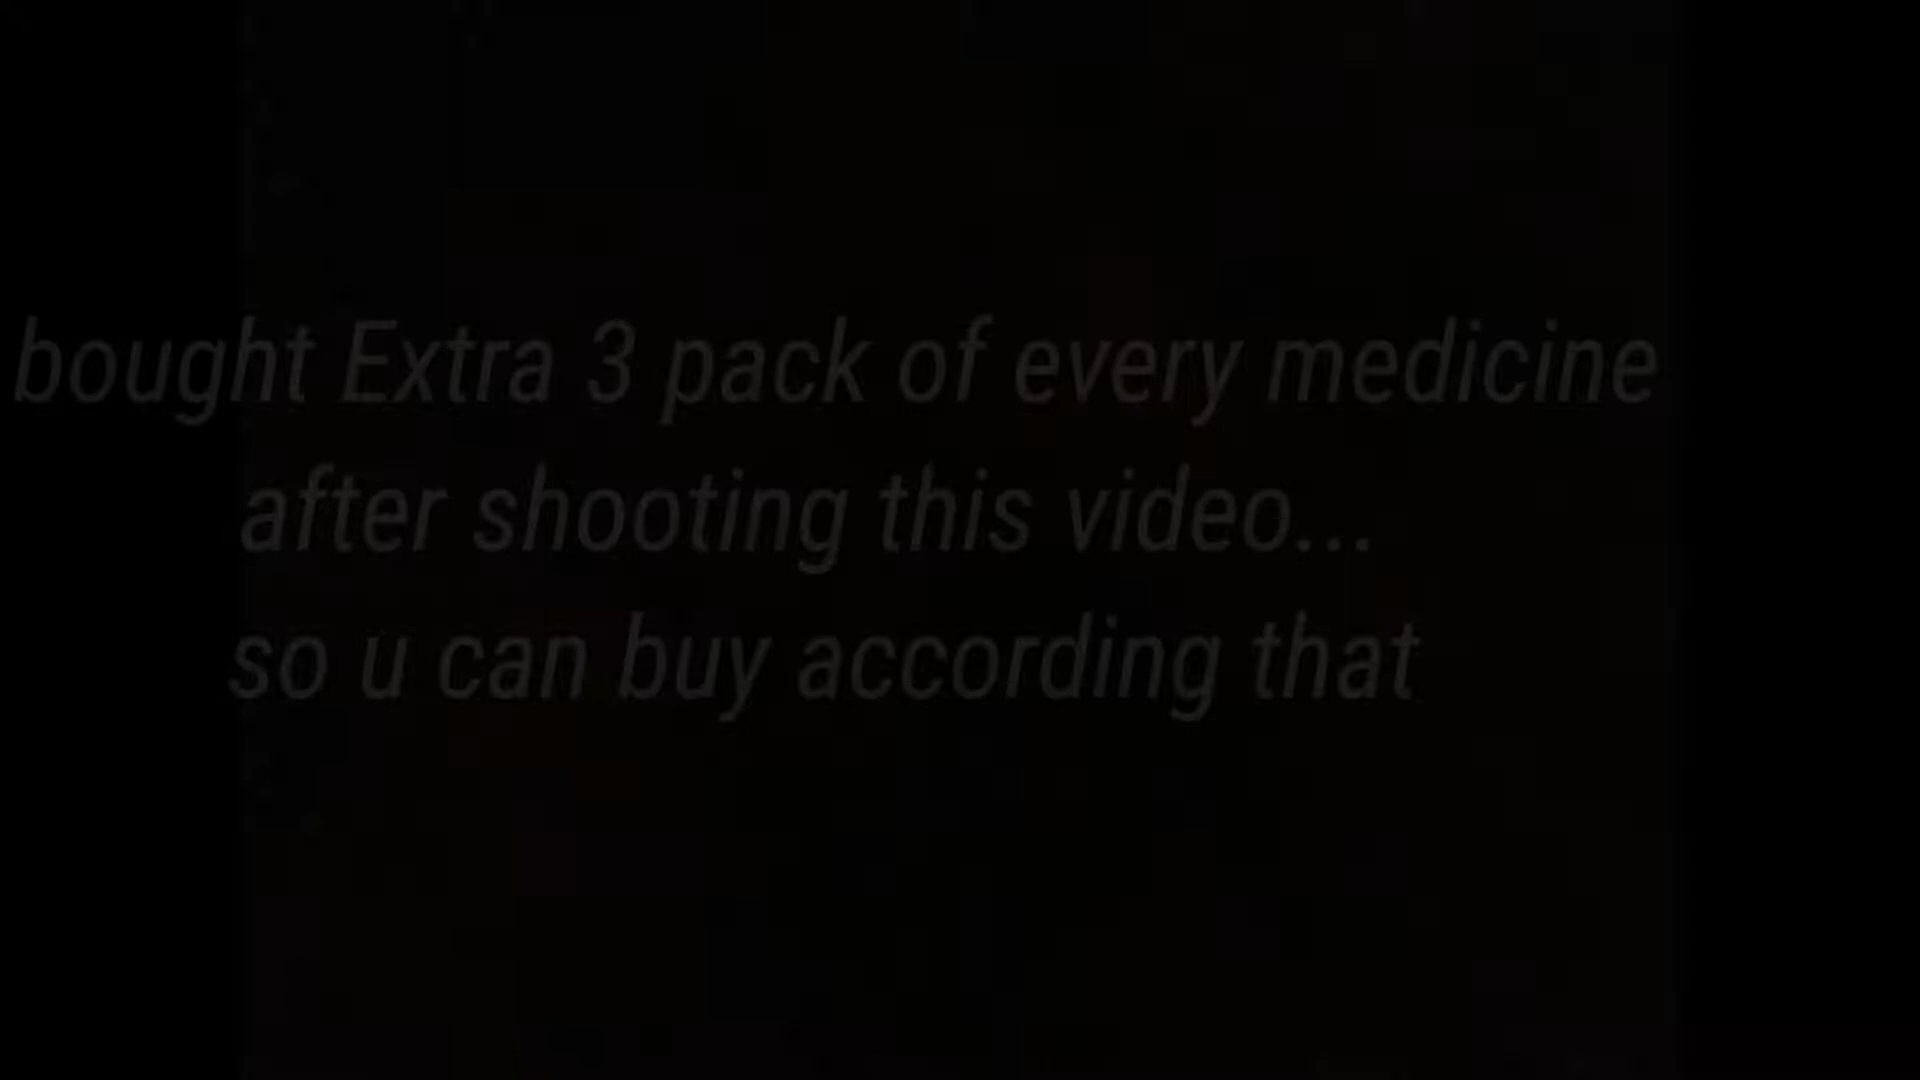 bought Extra 3 pack of every medicine
after shooting this video...
so u can buy according that